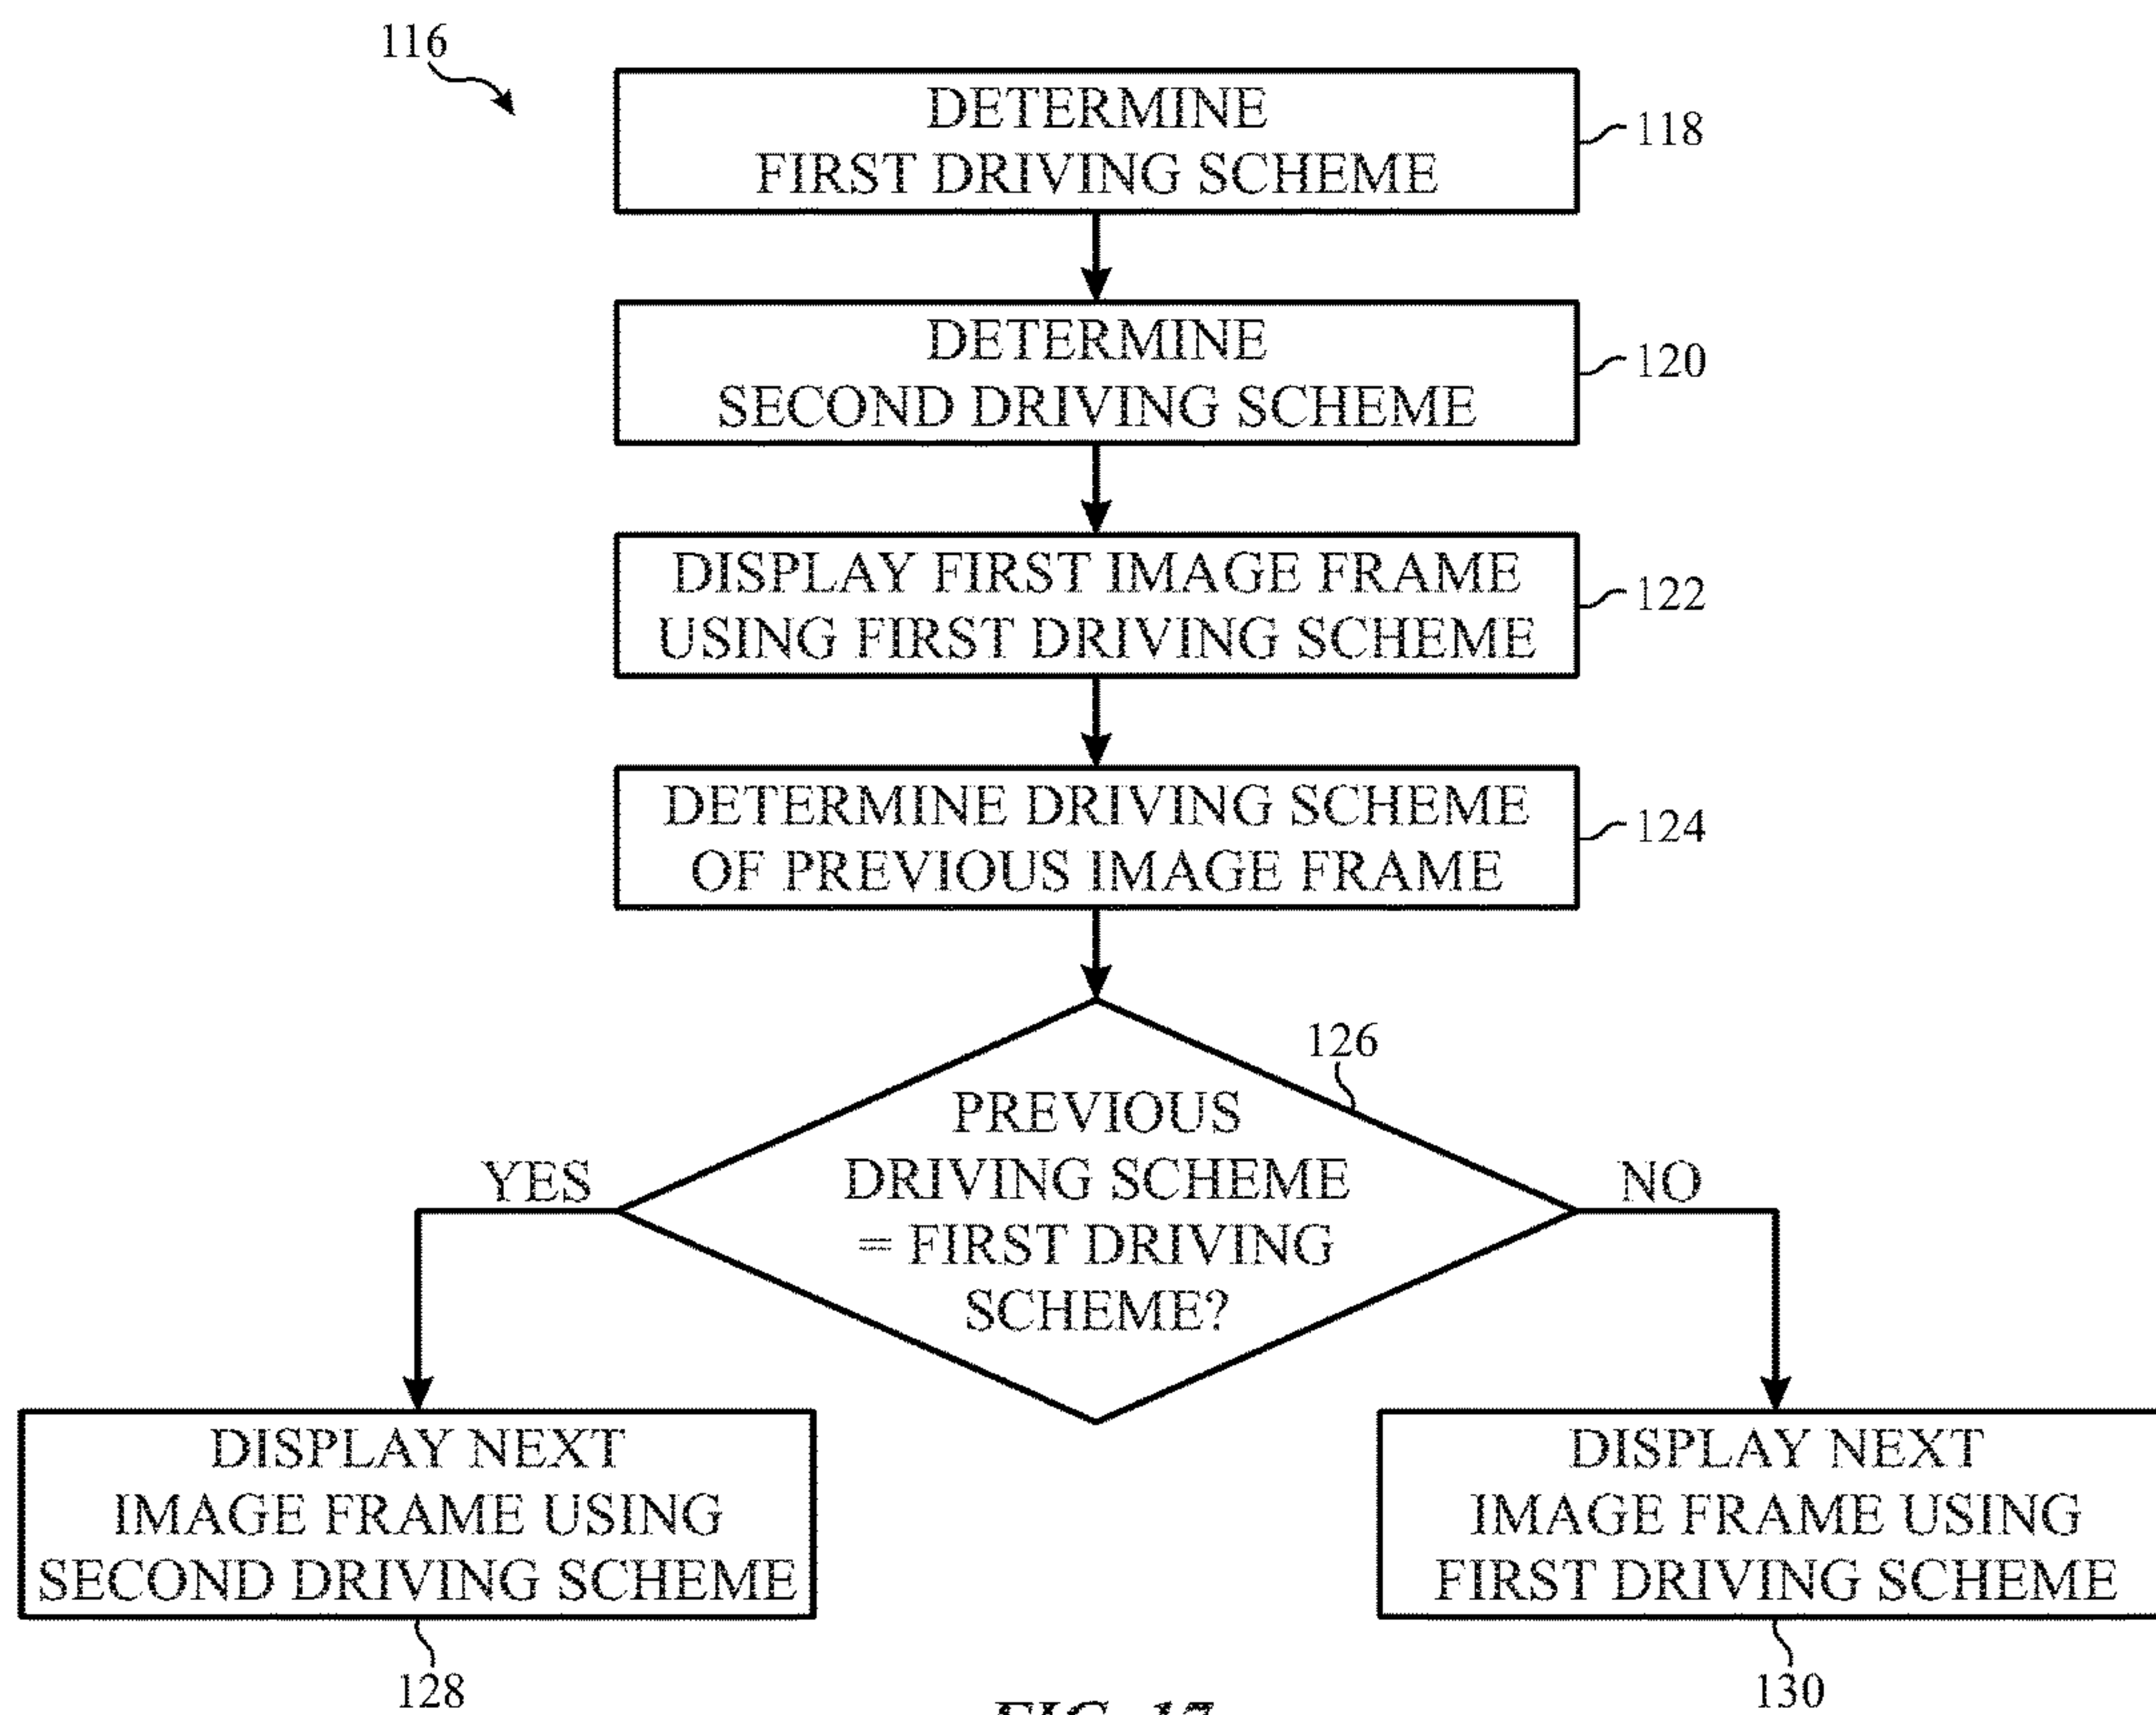 116
DETERMINE
FIRST DRIVING SCHEME
118
DETERMINE
SECOND DRIVING SCHEME
120
DISPLAY FIRST IMAGE FRAME
USING FIRST DRIVING SCHEME
122
DETERMINE DRIVING SCHEME
OF PREVIOUS IMAGE FRAME
124
126
PREVIOUS
DRIVING SCHEME
= FIRST DRIVING
SCHEME?
YES
NO
DISPLAY NEXT
IMAGE FRAME USING
SECOND DRIVING SCHEME
128
DISPLAY NEXT
IMAGE FRAME USING
FIRST DRIVING SCHEME
130
FIG. 17